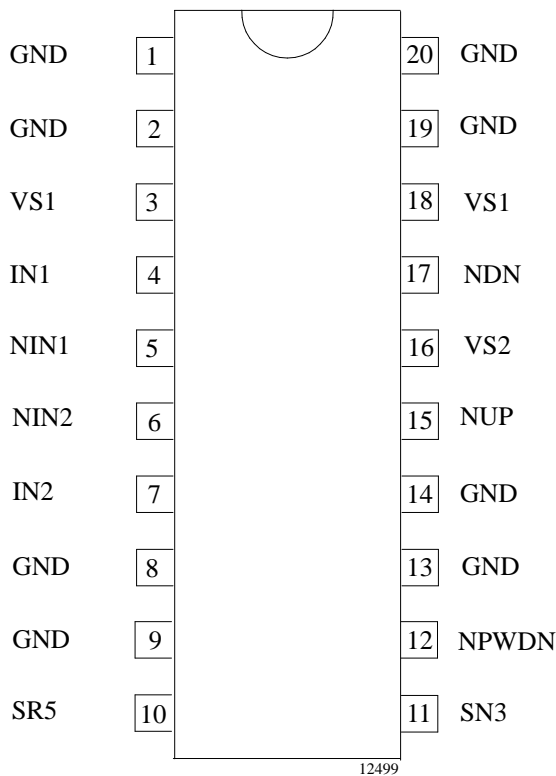 GND 1 20 GND
GND 2 19 GND
VS1 3 18 VS1
IN1 4 17 NDN
NIN1 5 16 VS2
NIN2 6 15 NUP
IN2 7 14 GND
GND 8 13 GND
GND 9 12 NPWDN
SR5 10 11 SN3
12499